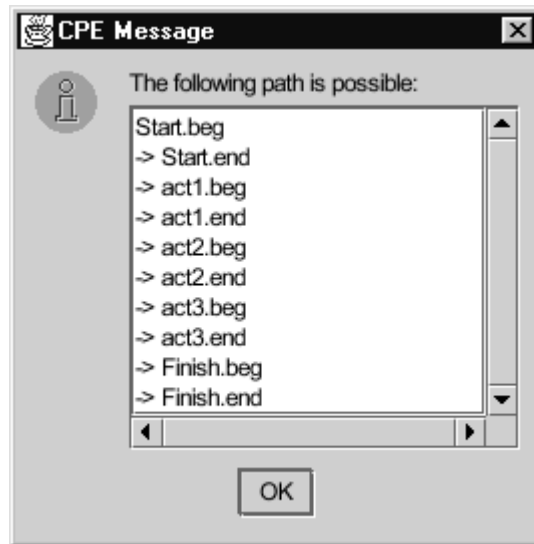 CPE Message
The following path is possible:
Start.beg
-> Start.end
-> act1.beg
-> act1.end
-> act2.beg
-> act2.end
-> act3.beg
-> act3.end
-> Finish.beg
-> Finish.end
OK